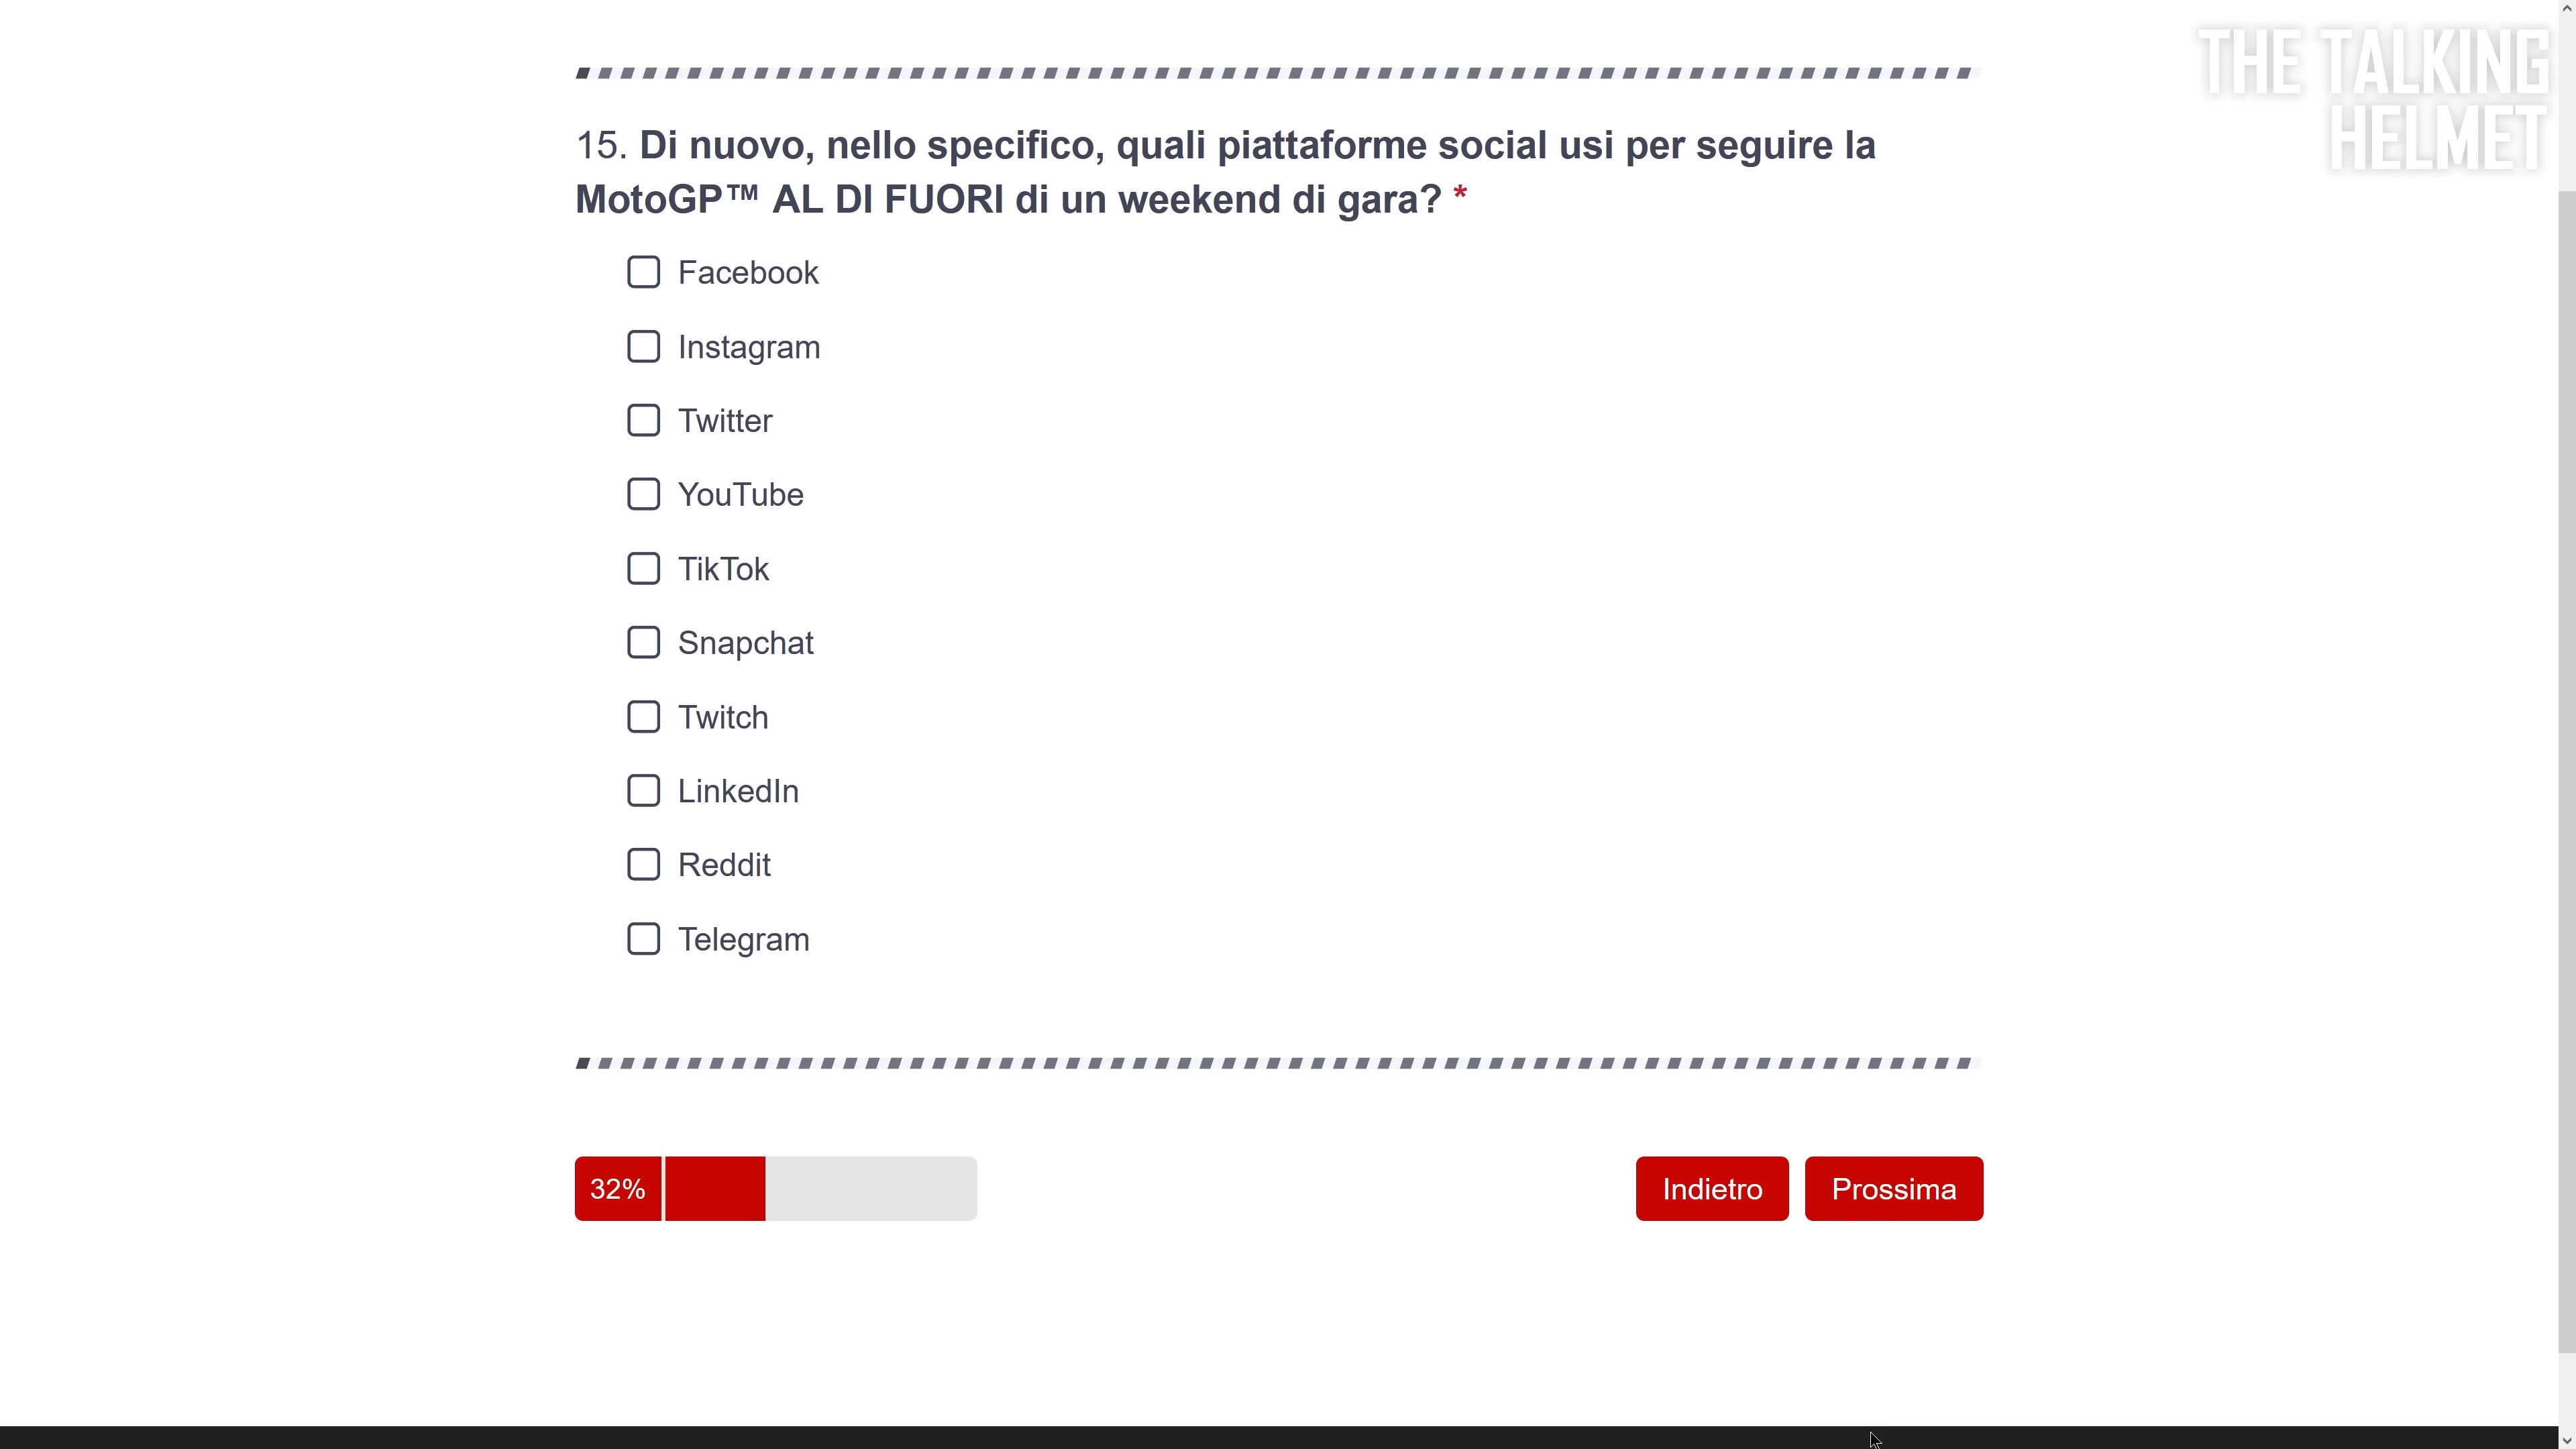 THE TALKING
HELMET
15. Di nuovo, nello specifico, quali piattaforme social usi per seguire la
MotoGP™ AL DI FUORI di un weekend di gara? *
Facebook
Instagram
Twitter
YouTube
TikTok
Snapchat
Twitch
LinkedIn
Reddit
Telegram
32%
Indietro
Prossima